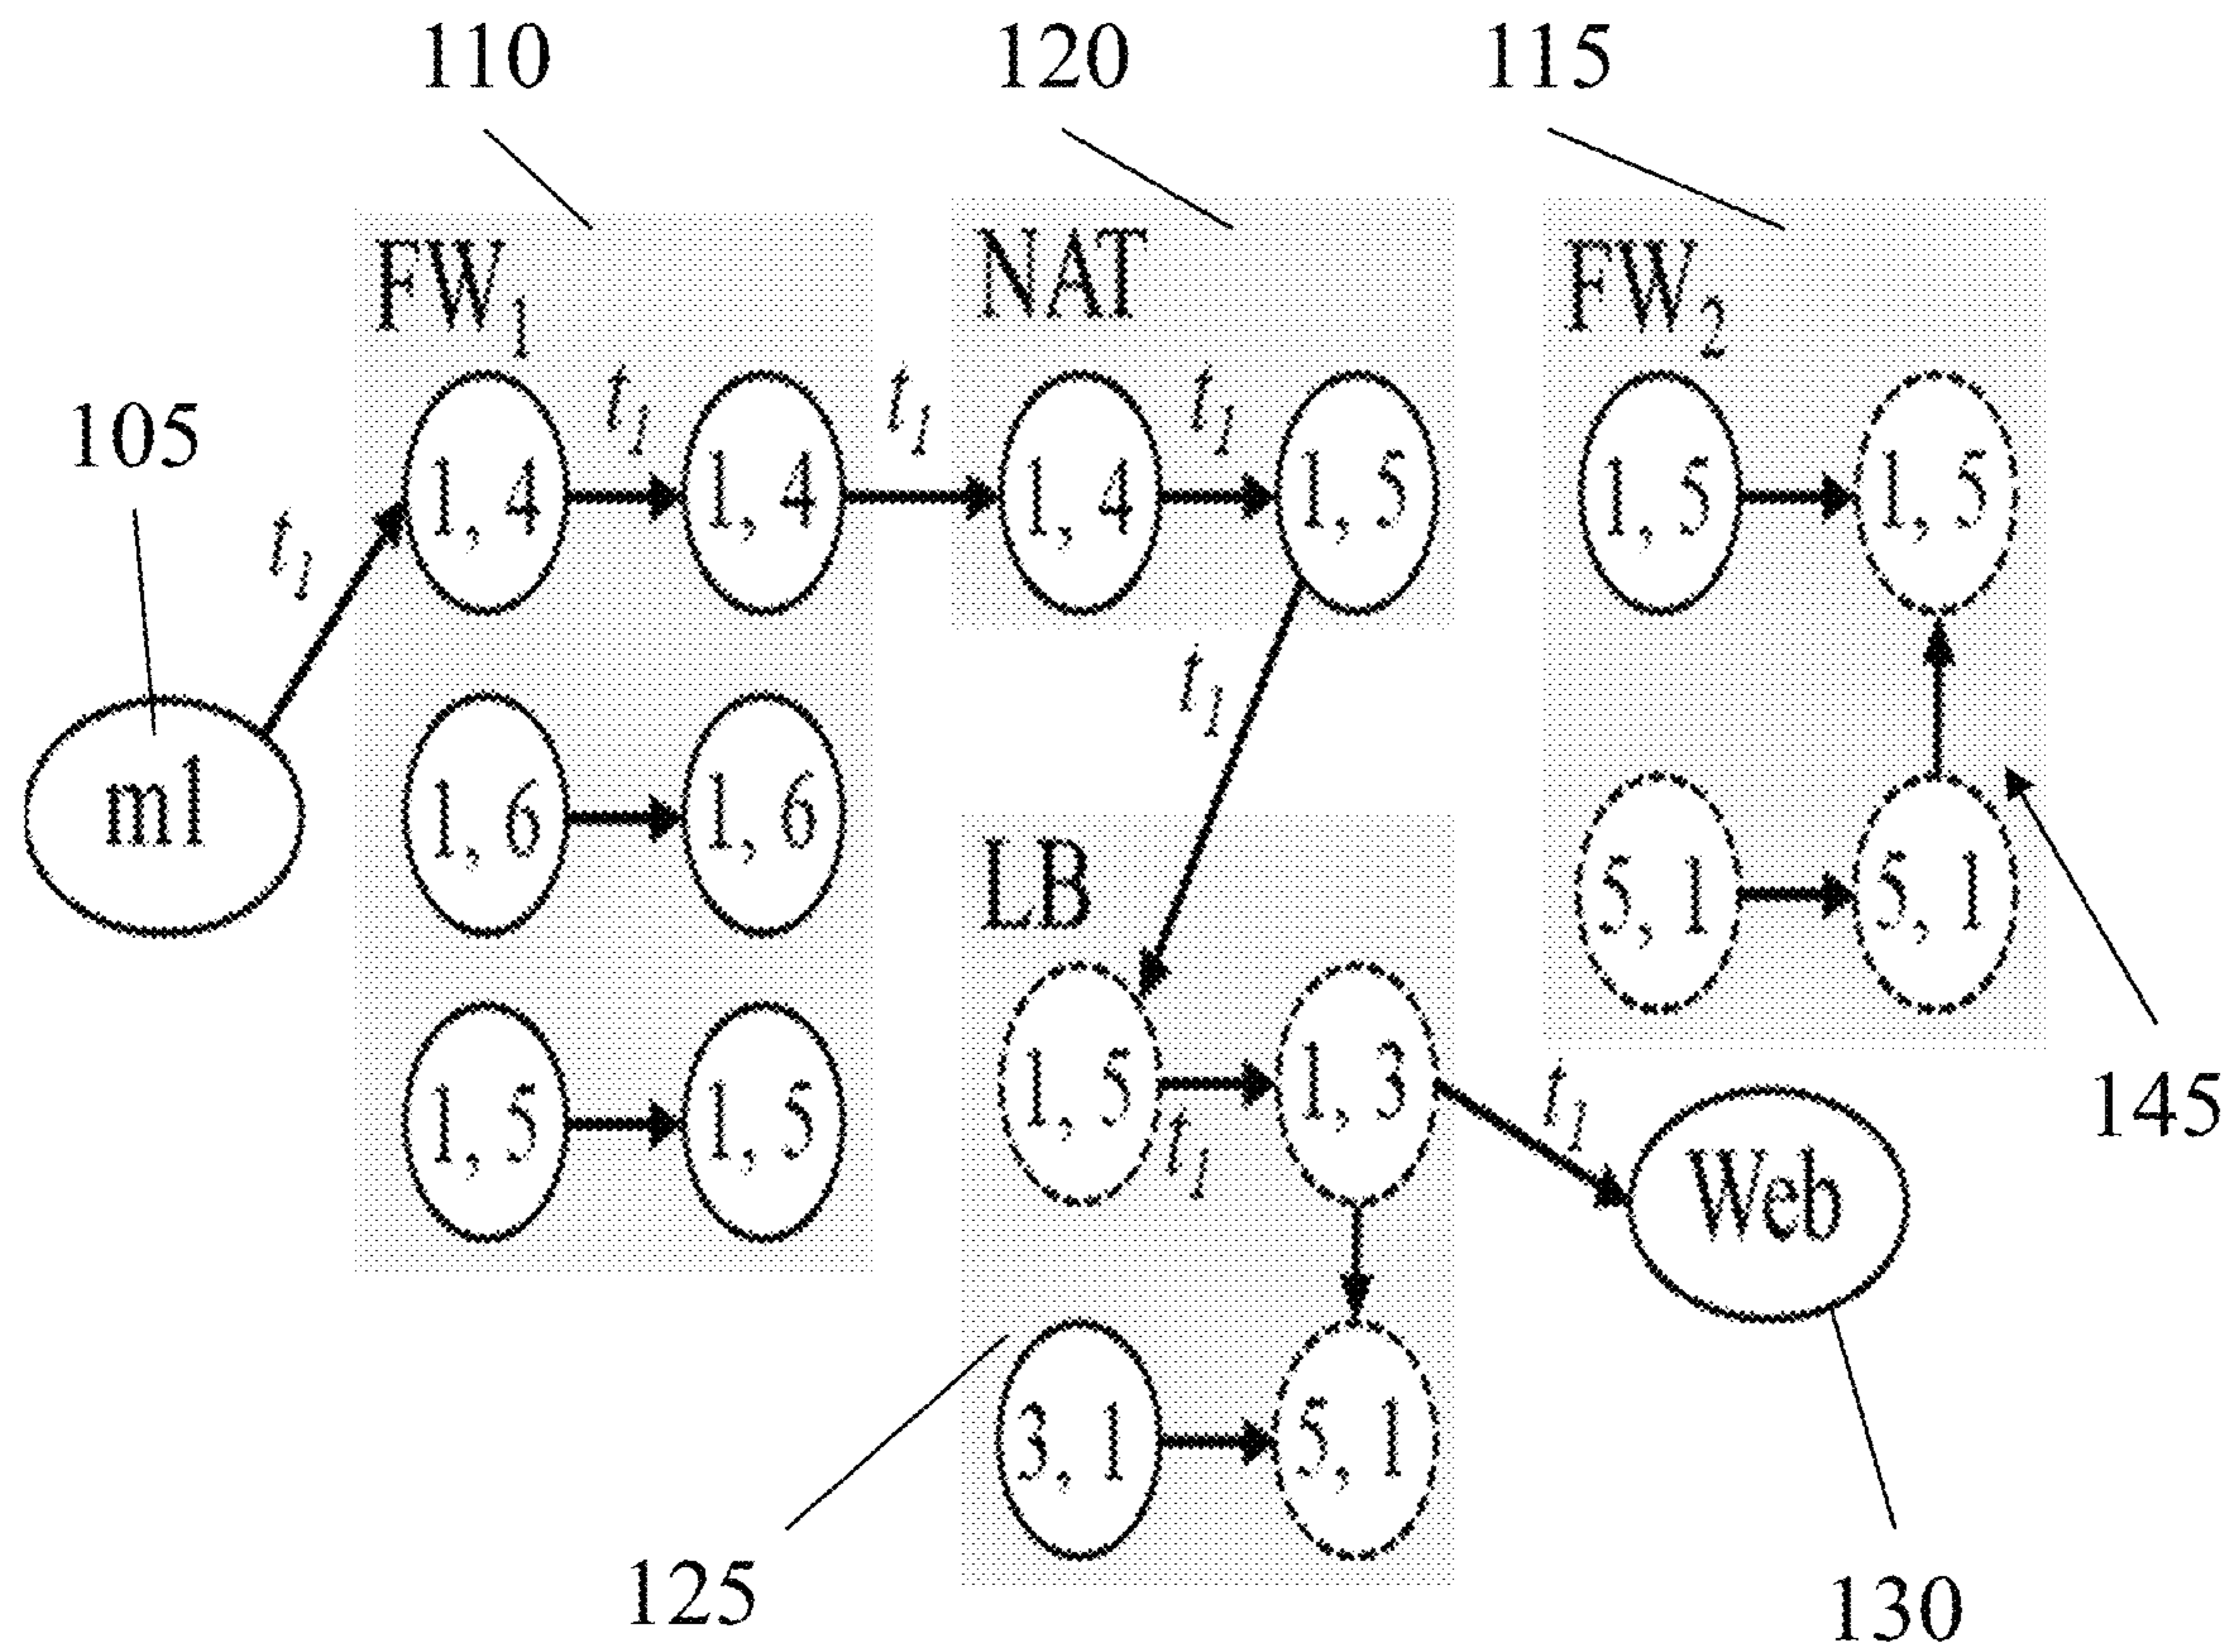 110 120 115
FW1 NAT FW2
t1 t1 t1
105
1, 4 1, 4 1, 4 1, 5 1, 5 1, 5
t1
t1
m1
1, 6 1, 6
LB
5, 1 5, 1
1, 5 1, 5
1, 5 1, 3
t1
t1
145
Web
3, 1 5, 1
125
130